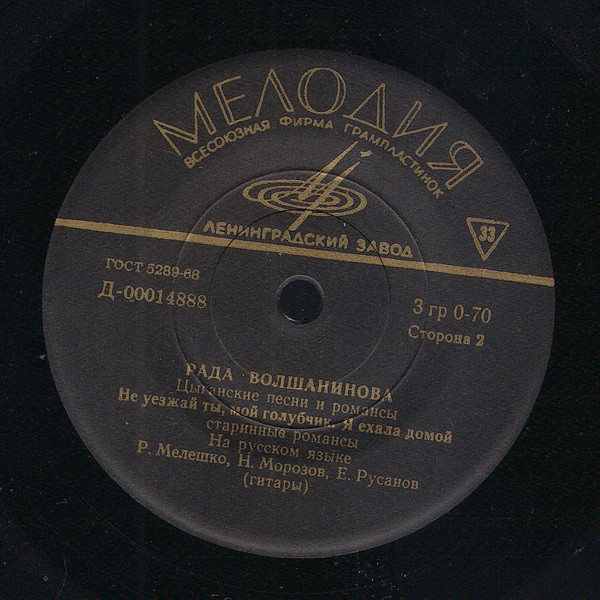 МЕЛОДИЯ
ВСЕСОЮЗНАЯ ФИРМА ГРАМПЛАСТИНОК
ЛЕНИНГРАДСКИЙ ЗАВОД
33
ГОСТ 5289-68
Д-00014888
3 гр 0-70
Сторона 2
РАДА ВОЛШАНИНОВА
Цыганские песни и романсы
Не уезжай ты, мой голубчик. Я ехала домой
старинные романсы
На русском языке
Р. Мелешко, Н. Морозов, Е. Русанов
(гитары)